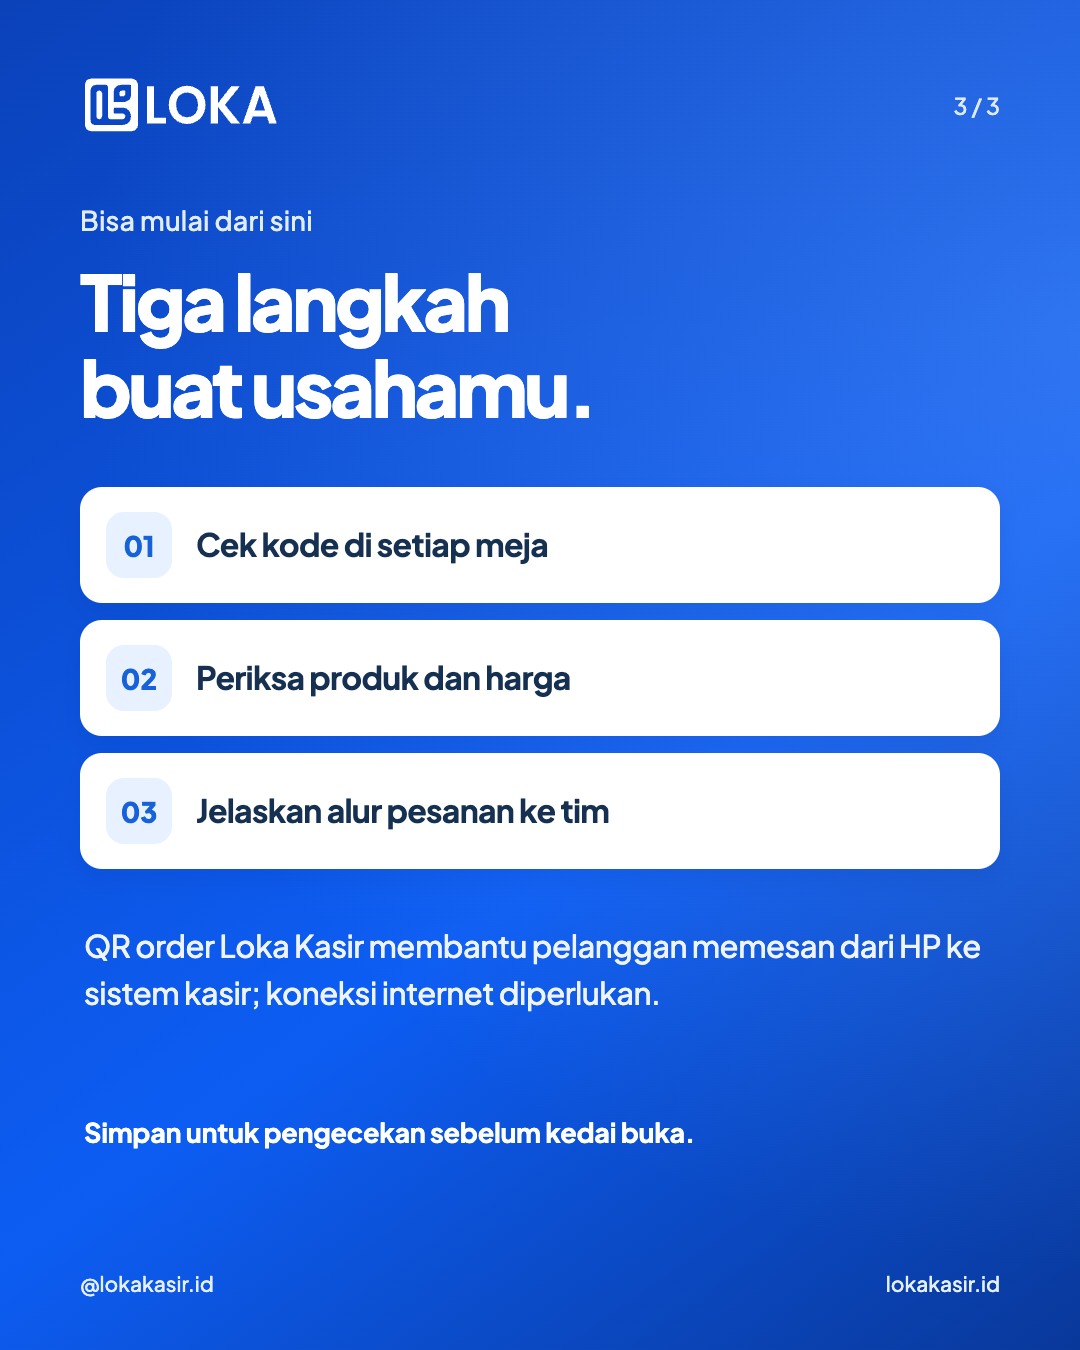 LOKA
3 / 3
Bisa mulai dari sini
Tiga langkah
buat usahamu.
01 Cek kode di setiap meja
02 Periksa produk dan harga
03 Jelaskan alur pesanan ke tim
QR order Loka Kasir membantu pelanggan memesan dari HP ke
sistem kasir; koneksi internet diperlukan.
Simpan untuk pengecekan sebelum kedai buka.
@lokakasir.id
lokakasir.id